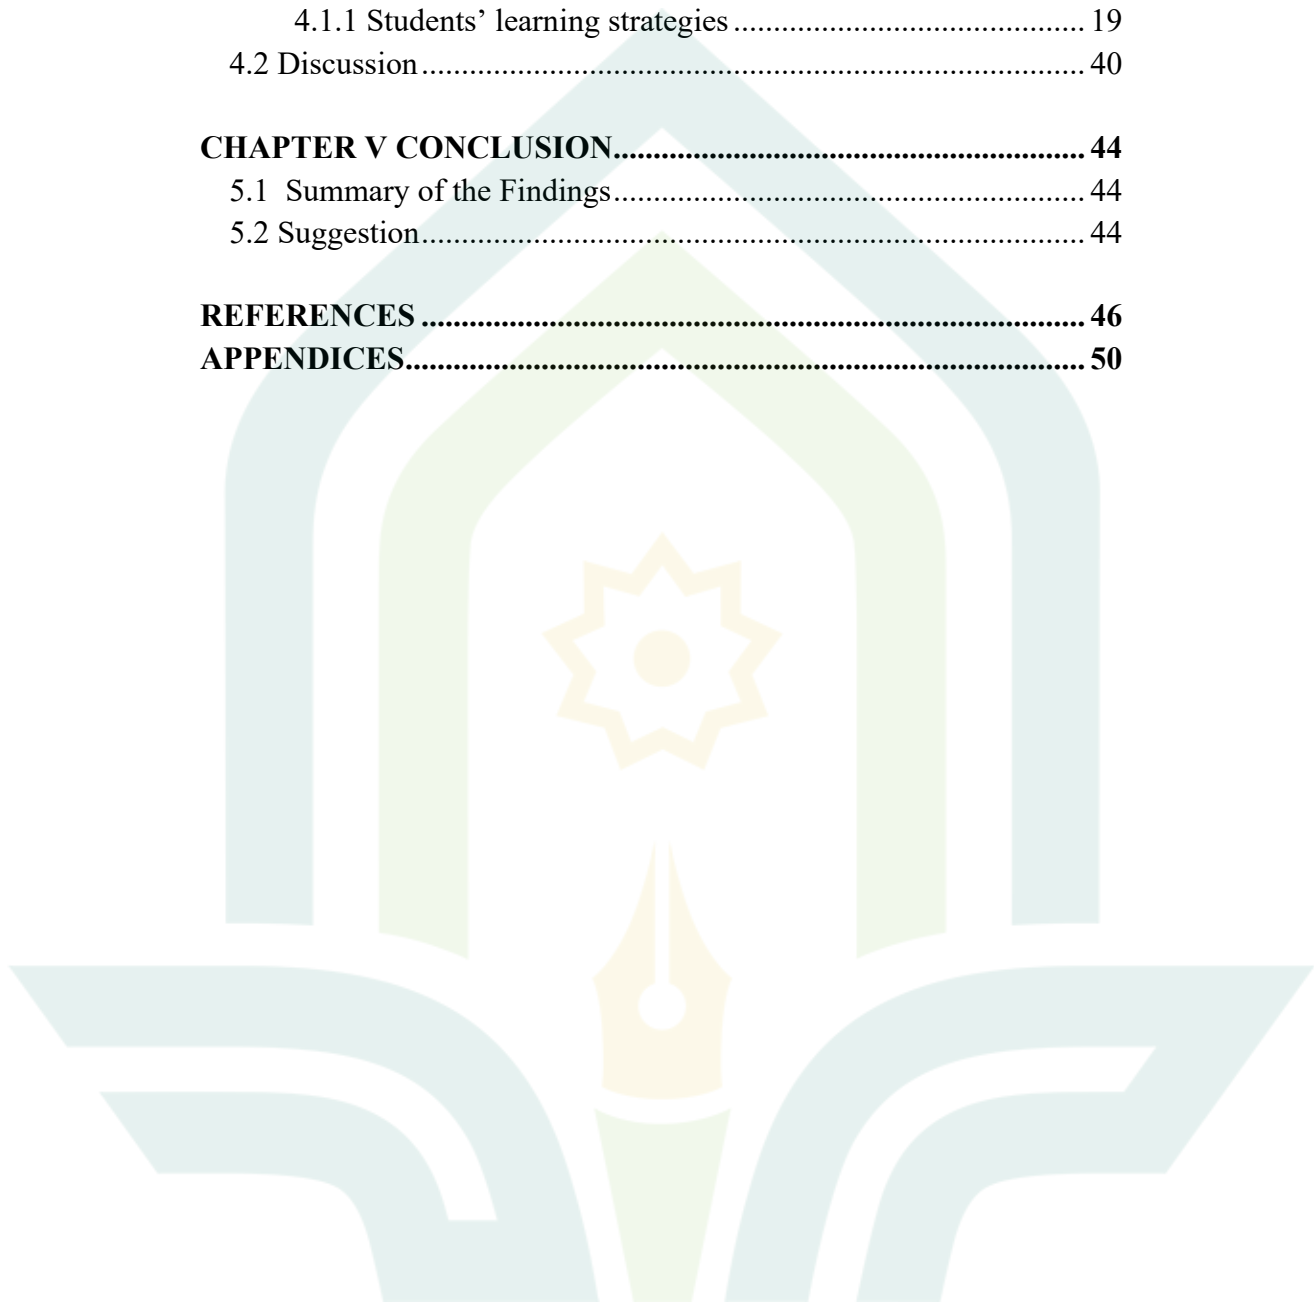 4.1.1 Students’ learning strategies ........................................... 19
4.2 Discussion ................................................................................... 40
CHAPTER V CONCLUSION ........................................................... 44
5.1  Summary of the Findings ........................................................... 44
5.2 Suggestion ................................................................................... 44
REFERENCES ................................................................................... 46
APPENDICES ................................................................................... 50